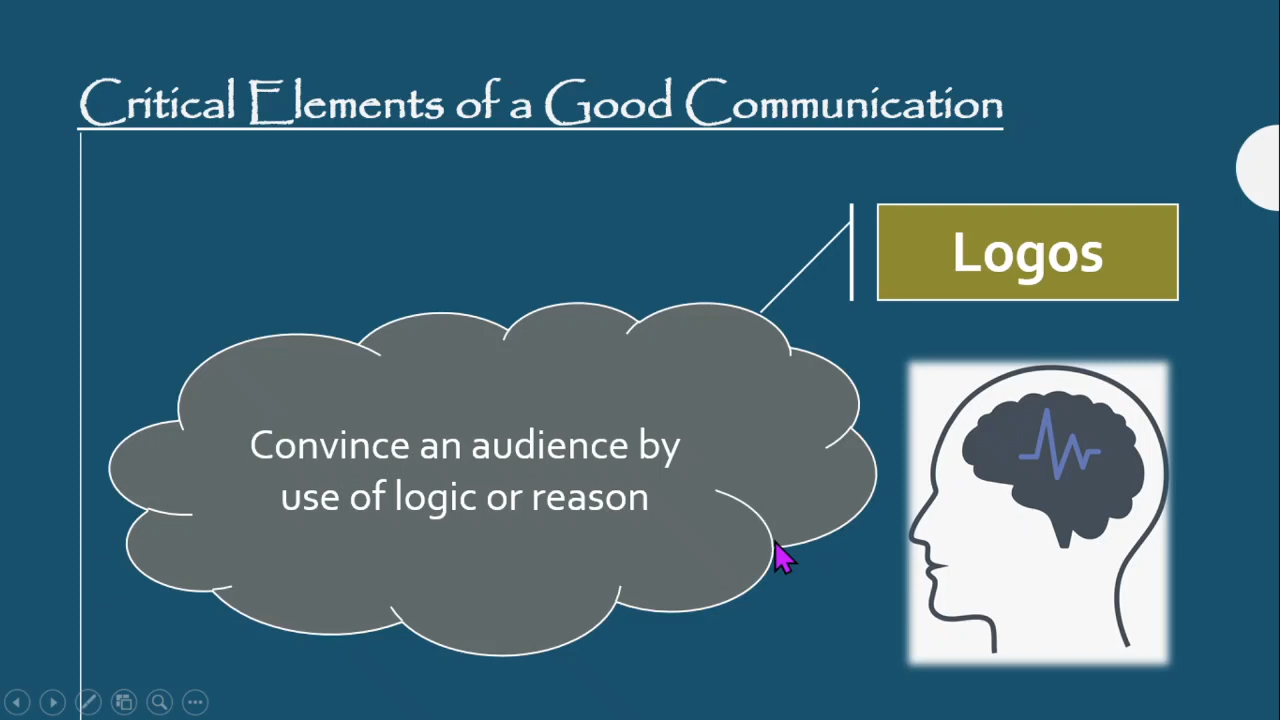 Critical Elements of a Good Communication
Logos
Convince an audience by
use of logic or reason